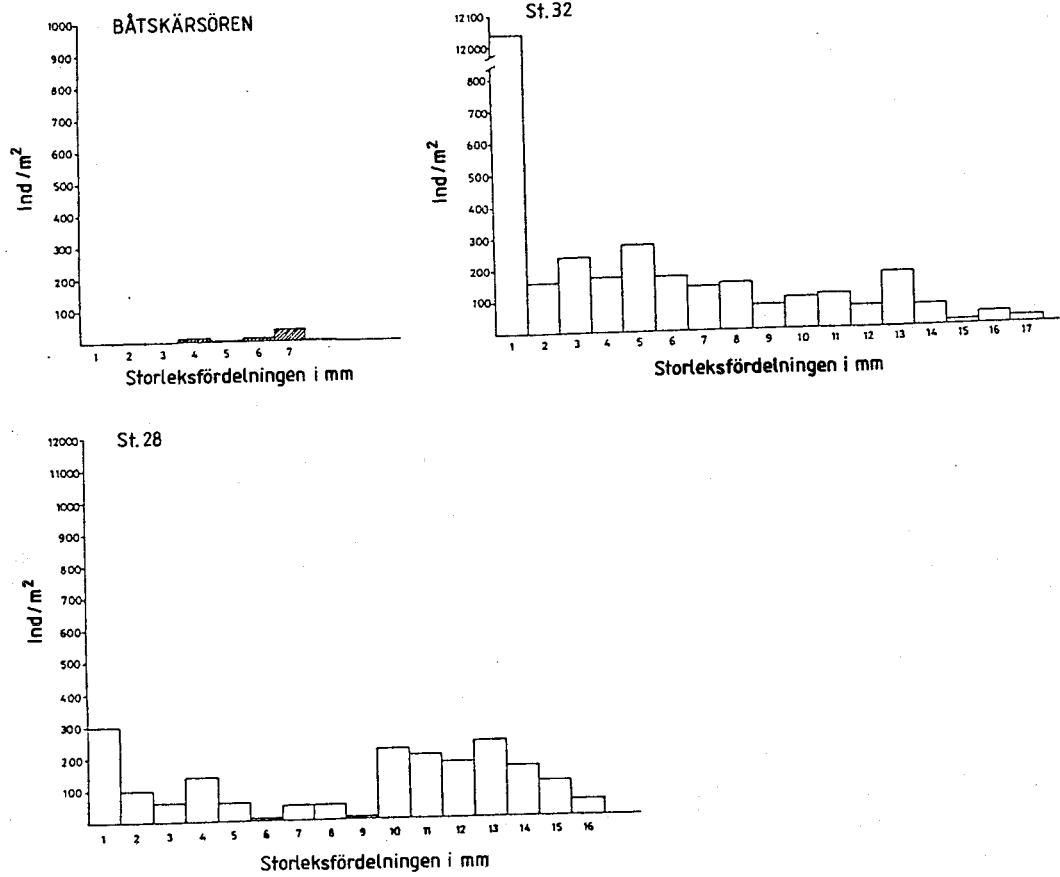 BÅTSKÄRSÖREN
1000
900
800
700
600
500
400
300
200
100
Ind/m²
1 2 3 4 5 6 7
Storleksfördelningen i mm
St.32
12100
12000
800
700
600
500
400
300
200
100
Ind/m²
1 2 3 4 5 6 7 8 9 10 11 12 13 14 15 16 17
Storleksfördelningen i mm
St.28
12000
11000
1000
900
800
700
600
500
400
300
200
100
Ind/m²
1 2 3 4 5 6 7 8 9 10 11 12 13 14 15 16
Storleksfördelningen i mm